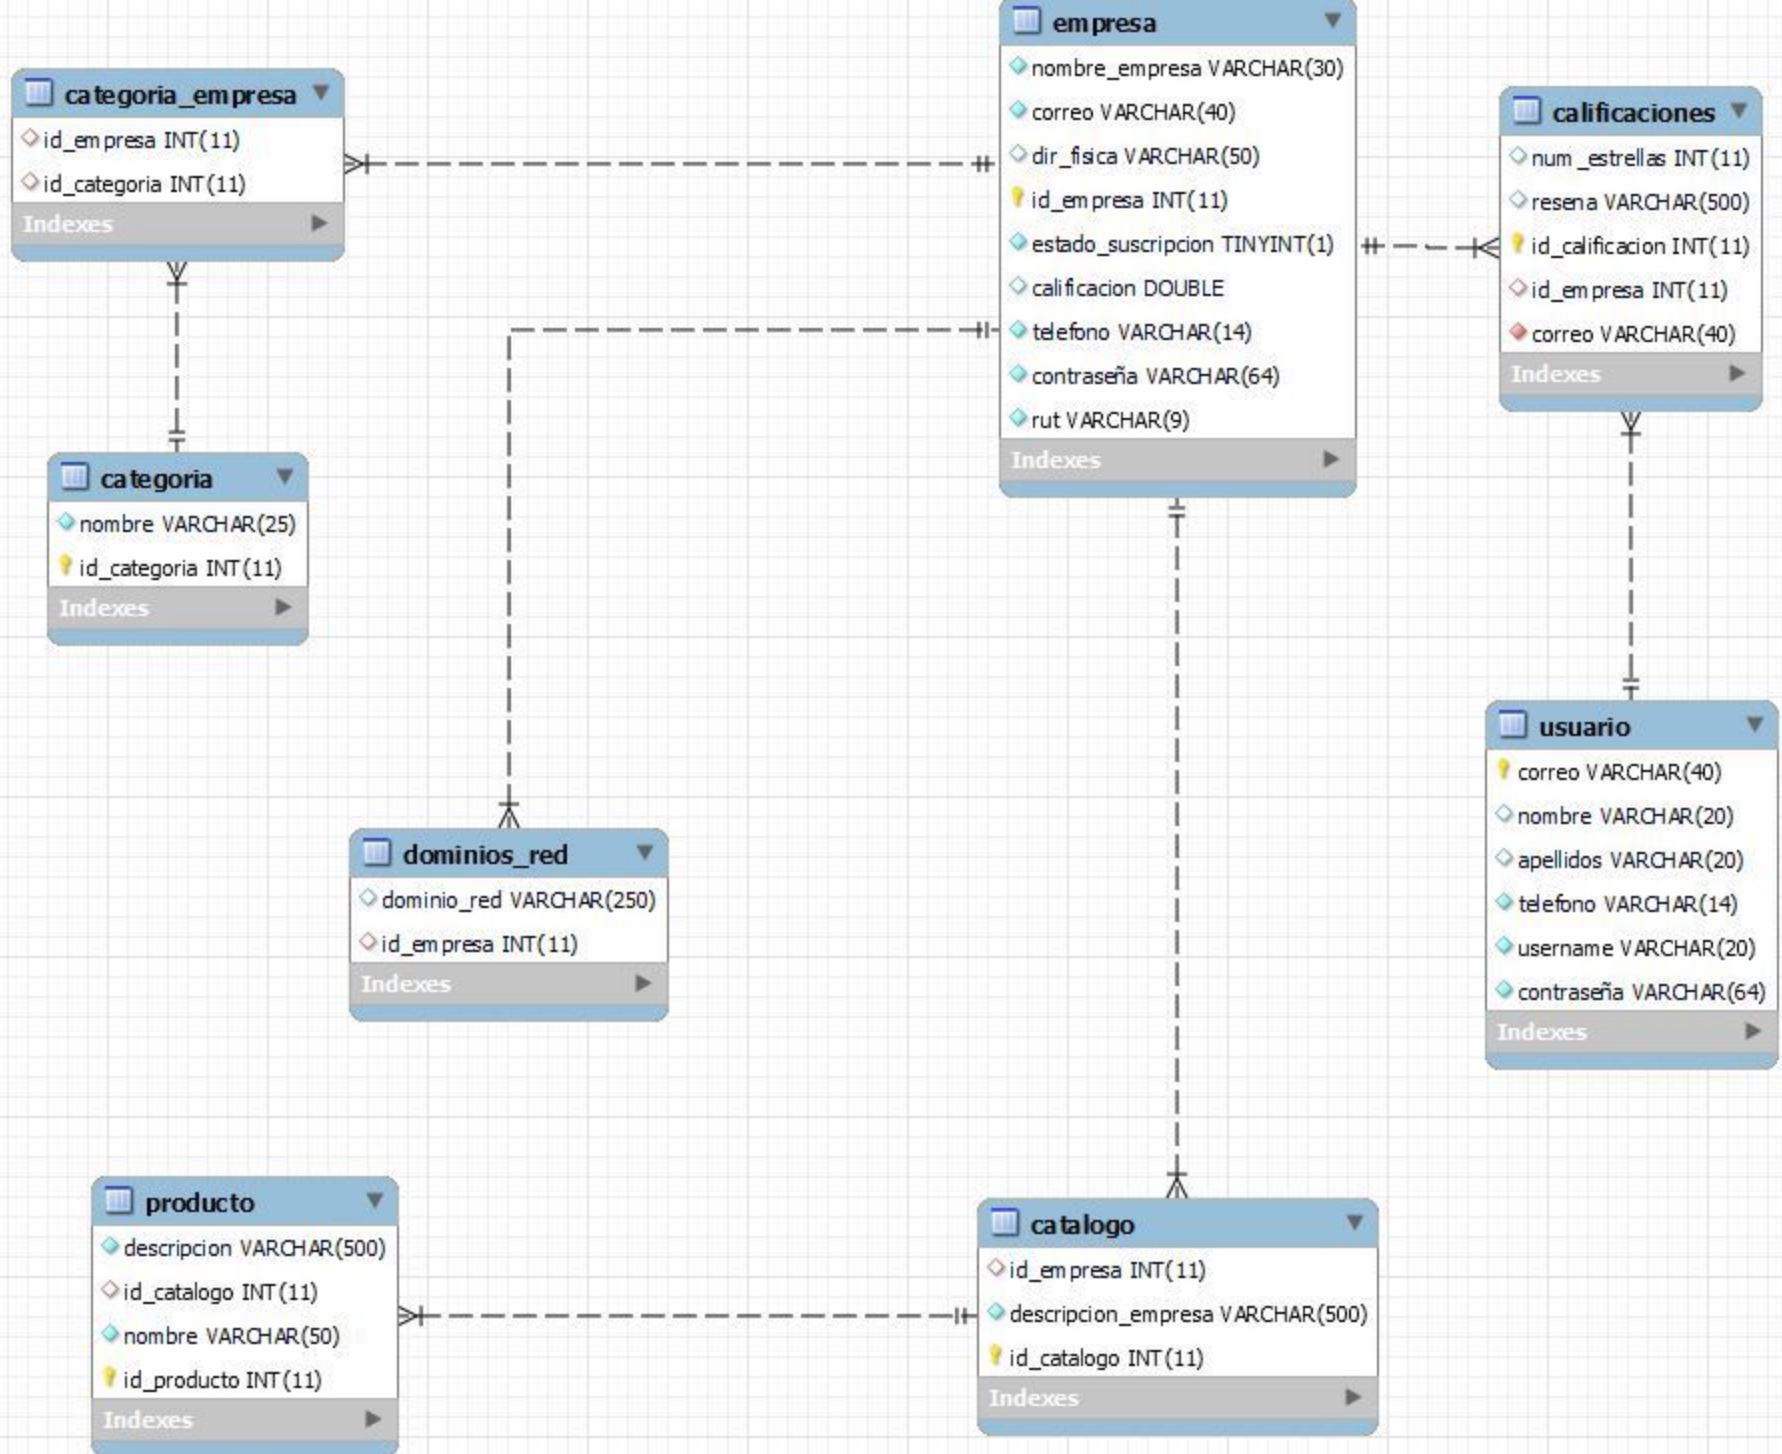 categoria_empresa
id_empresa INT(11)
id_categoria INT(11)
Indexes
categoria
nombre VARCHAR(25)
id_categoria INT(11)
Indexes
empresa
nombre_empresa VARCHAR(30)
correo VARCHAR(40)
dir_fisica VARCHAR(50)
id_empresa INT(11)
estado_suscripcion TINYINT(1)
calificacion DOUBLE
telefono VARCHAR(14)
contraseña VARCHAR(64)
rut VARCHAR(9)
Indexes
calificaciones
num_estrellas INT(11)
resena VARCHAR(500)
id_calificacion INT(11)
id_empresa INT(11)
correo VARCHAR(40)
Indexes
dominios_red
dominio_red VARCHAR(250)
id_empresa INT(11)
Indexes
usuario
correo VARCHAR(40)
nombre VARCHAR(20)
apellidos VARCHAR(20)
telefono VARCHAR(14)
username VARCHAR(20)
contraseña VARCHAR(64)
Indexes
producto
descripcion VARCHAR(500)
id_catalogo INT(11)
nombre VARCHAR(50)
id_producto INT(11)
Indexes
catalogo
id_empresa INT(11)
descripcion_empresa VARCHAR(500)
id_catalogo INT(11)
Indexes